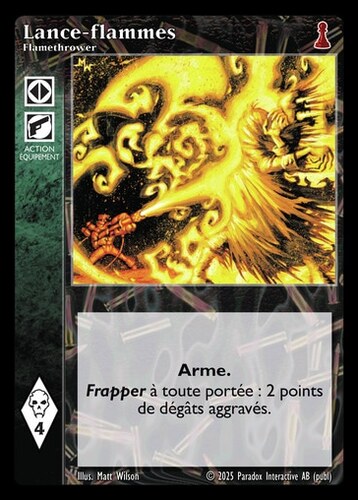 Lance-flammes
Flamethrower
MW
ACTION
ÉQUIPEMENT
Arme.
Frapper à toute portée : 2 points
de dégâts aggravés.
4
Illus: Matt Wilson © 2025 Paradox Interactive AB (publ)